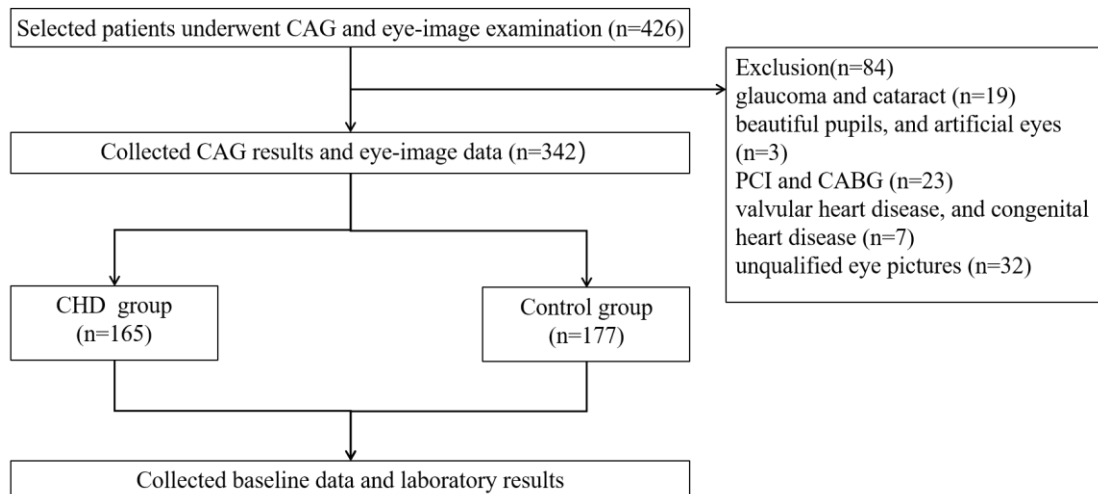 Selected patients underwent CAG and eye-image examination (n=426)
Exclusion(n=84)
glaucoma and cataract (n=19)
beautiful pupils, and artificial eyes
(n=3)
PCI and CABG (n=23)
valvular heart disease, and congenital
heart disease (n=7)
unqualified eye pictures (n=32)
Collected CAG results and eye-image data (n=342)
CHD group
(n=165)
Control group
(n=177)
Collected baseline data and laboratory results